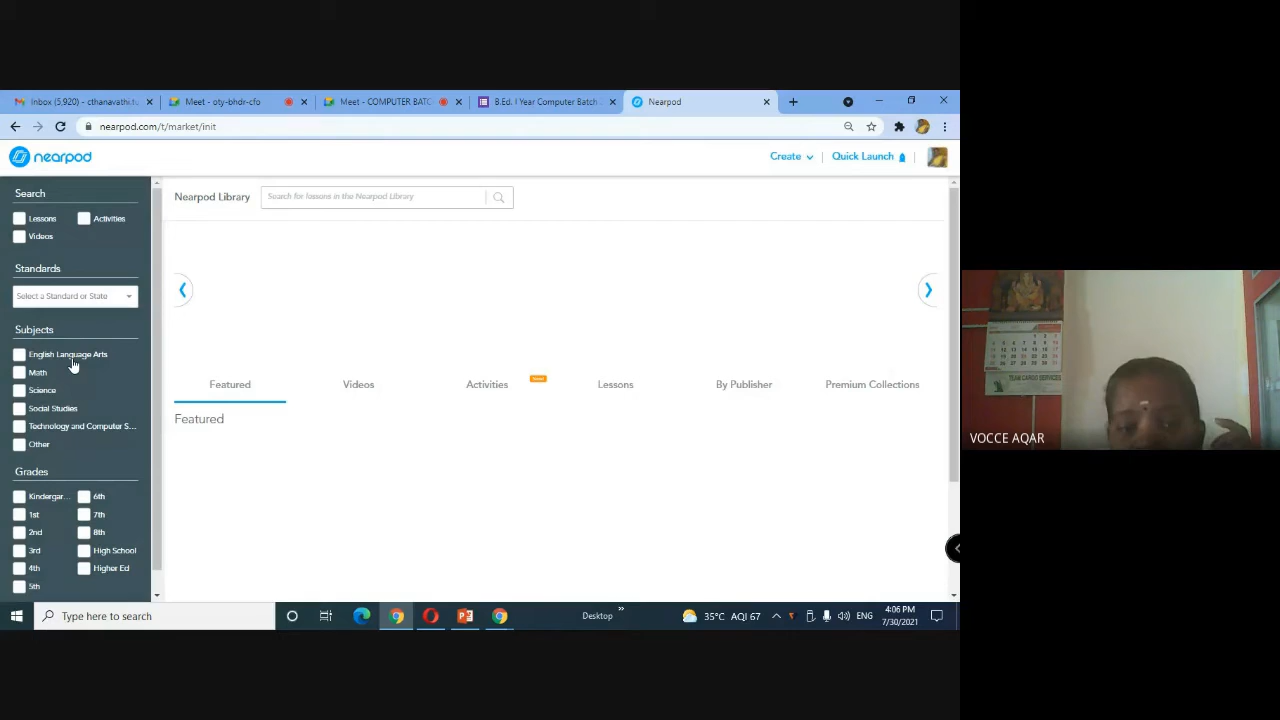 Inbox (5,920) - cthanavathi.t
Meet - oty-bhdr-cfo
Meet - COMPUTER BATC
B.Ed. I Year Computer Batch
Nearpod
nearpod.com/t/market/init
nearpod
Create
Quick Launch
Search
Lessons
Activities
Videos
Standards
Select a Standard or State
Subjects
English Language Arts
Math
Science
Social Studies
Technology and Computer S...
Other
Grades
Kindergar...
6th
1st
7th
2nd
8th
3rd
High School
4th
Higher Ed
5th
Nearpod Library
Search for lessons in the Nearpod Library
Featured
Videos
Activities
Lessons
By Publisher
Premium Collections
Featured
Type here to search
Desktop
35°C AQI 67
ENG
4:06 PM
7/30/2021
VOCCE AQAR